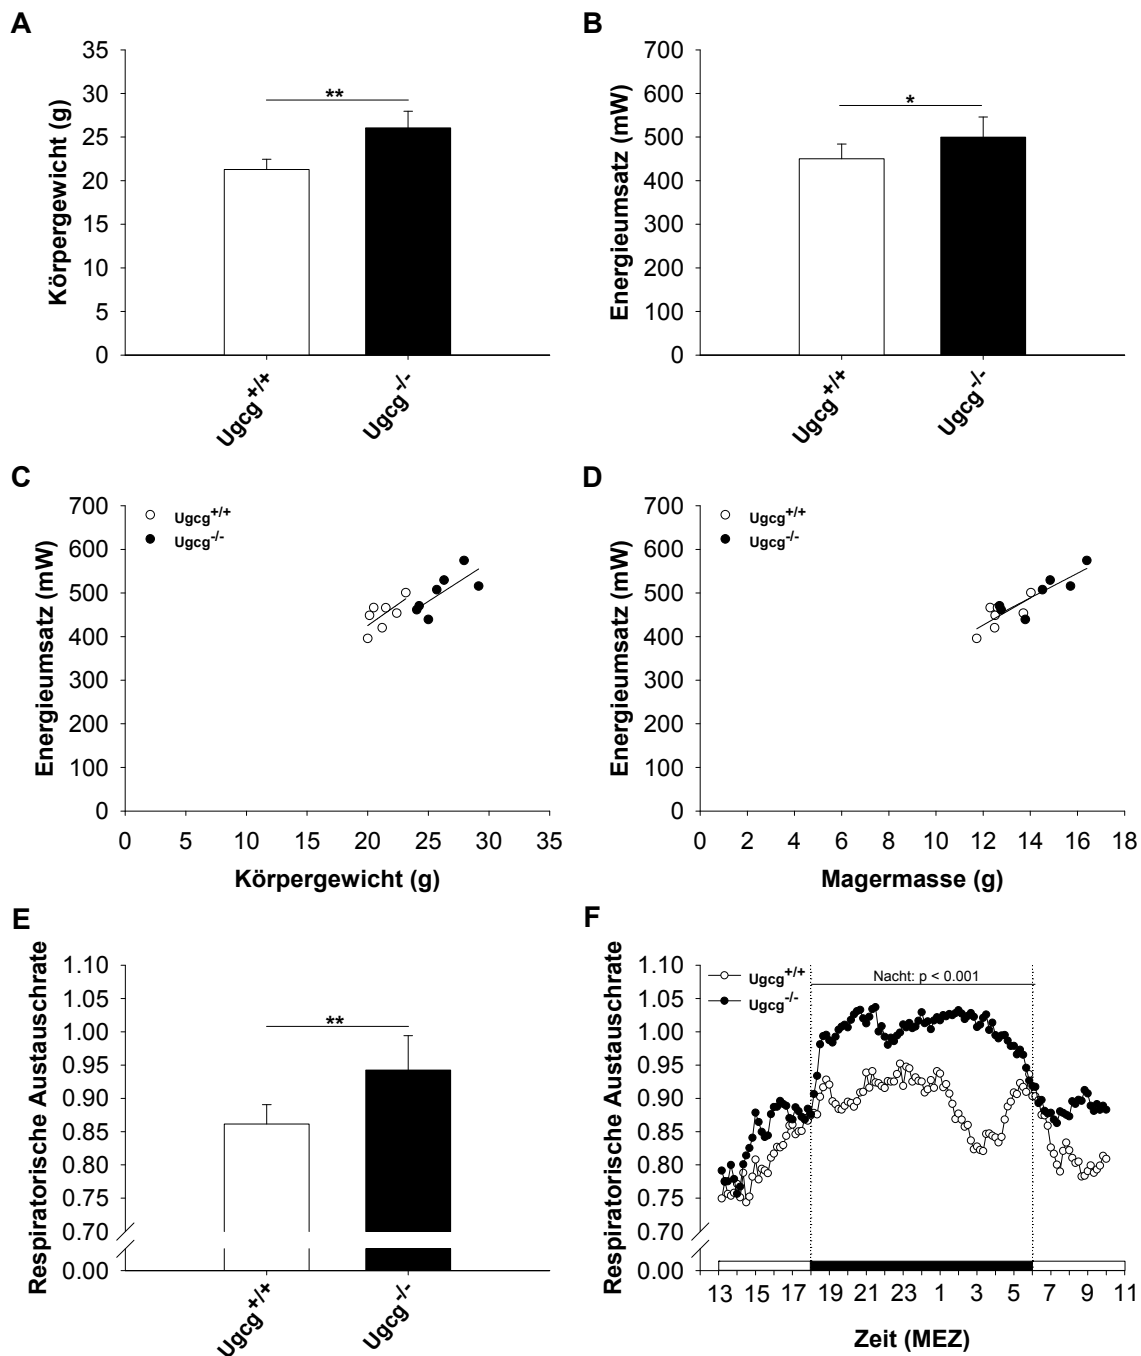 A
Körpergewicht (g)
35
30
25
20
15
10
5
0
**
Ugcg +/+
Ugcg -/-
B
Energieumsatz (mW)
700
600
500
400
300
200
100
0
*
Ugcg +/+
Ugcg -/-
C
Energieumsatz (mW)
700
600
500
400
300
200
100
0
Ugcg+/+
Ugcg-/-
0 5 10 15 20 25 30 35
Körpergewicht (g)
D
Energieumsatz (mW)
700
600
500
400
300
200
100
0
Ugcg+/+
Ugcg-/-
0 2 4 6 8 10 12 14 16 18
Magermasse (g)
E
Respiratorische Austauschrate
1.10
1.05
1.00
0.95
0.90
0.85
0.80
0.75
0.70
0.00
**
Ugcg +/+
Ugcg -/-
F
Respiratorische Austauschrate
1.10
1.05
1.00
0.95
0.90
0.85
0.80
0.75
0.70
0.00
Ugcg+/+
Ugcg-/-
Nacht: p < 0.001
13 15 17 19 21 23 1 3 5 7 9 11
Zeit (MEZ)